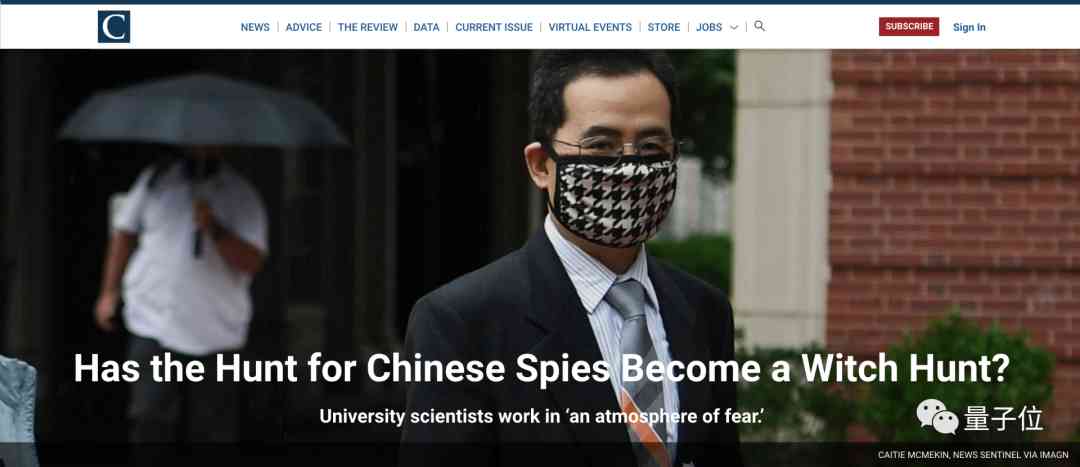 C
NEWS ADVICE THE REVIEW DATA CURRENT ISSUE VIRTUAL EVENTS STORE JOBS SUBSCRIBE Sign In
Has the Hunt for Chinese Spies Become a Witch Hunt?
University scientists work in ‘an atmosphere of fear.’
量子位
CAITIE MCMEKIN, NEWS SENTINEL VIA IMAGN